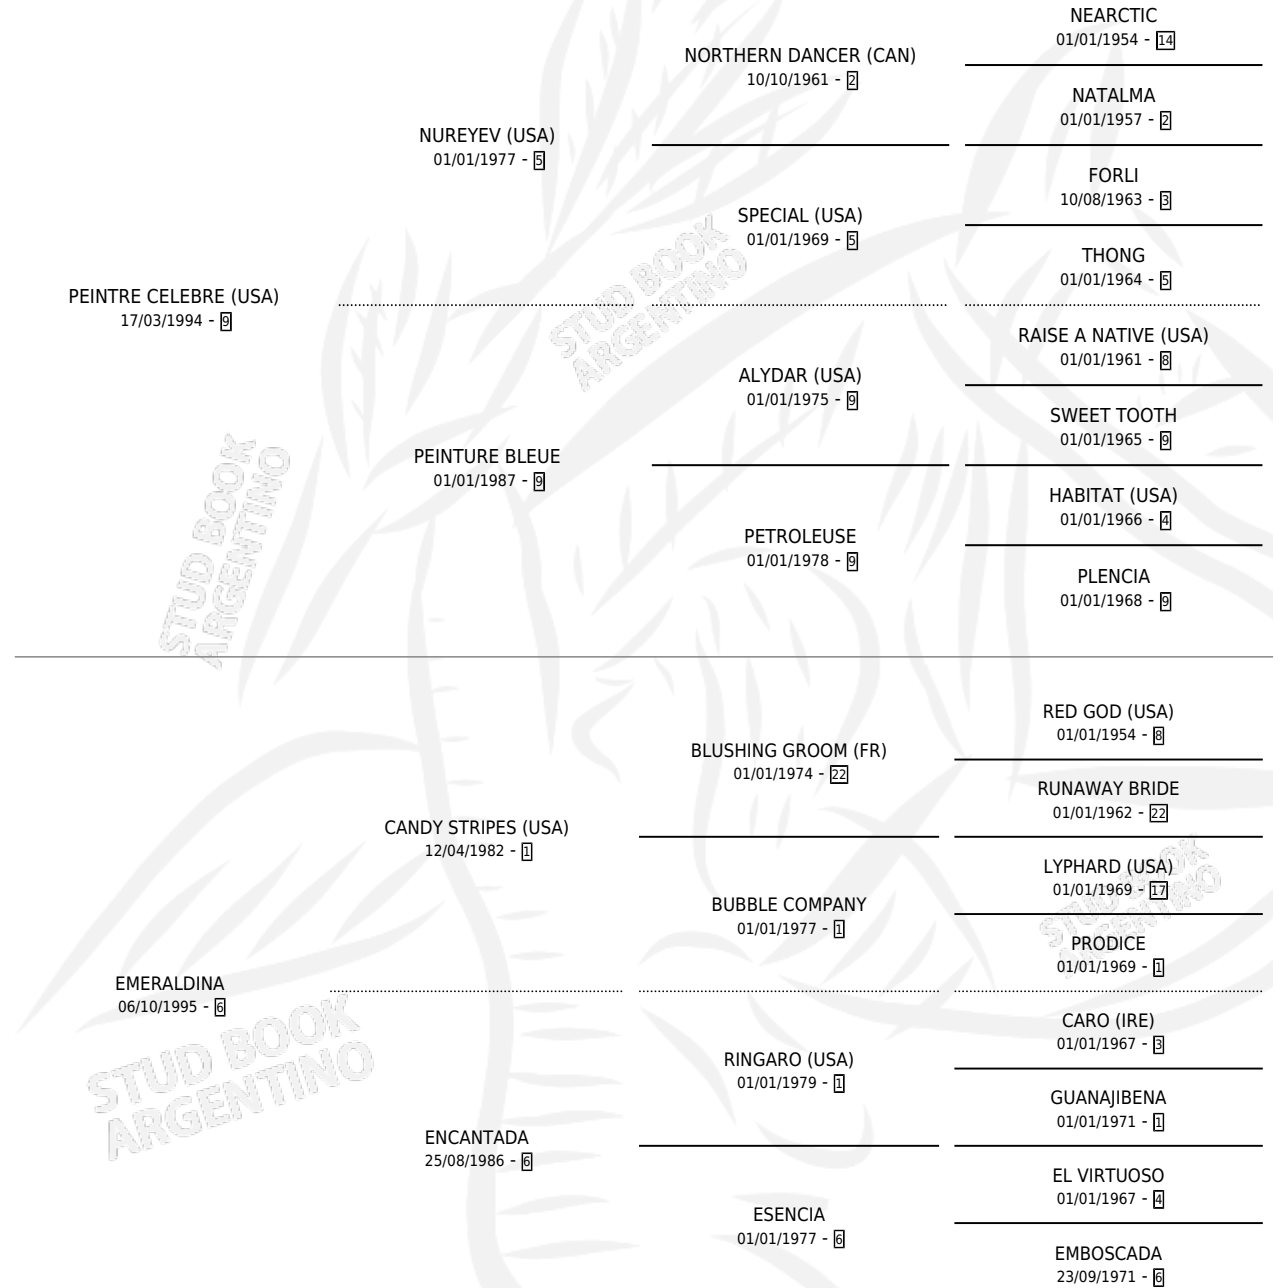 NEARCTIC
01/01/1954 - 14
NORTHERN DANCER (CAN)
10/10/1961 - 2
NATALMA
01/01/1957 - 2
NUREYEV (USA)
01/01/1977 - 5
FORLI
10/08/1963 - 3
SPECIAL (USA)
01/01/1969 - 5
THONG
01/01/1964 - 5
PEINTRE CELEBRE (USA)
17/03/1994 - 9
RAISE A NATIVE (USA)
01/01/1961 - 8
ALYDAR (USA)
01/01/1975 - 9
SWEET TOOTH
01/01/1965 - 9
PEINTURE BLEUE
01/01/1987 - 9
HABITAT (USA)
01/01/1966 - 4
PETROLEUSE
01/01/1978 - 9
PLENCIA
01/01/1968 - 9
RED GOD (USA)
01/01/1954 - 8
BLUSHING GROOM (FR)
01/01/1974 - 22
RUNAWAY BRIDE
01/01/1962 - 22
CANDY STRIPES (USA)
12/04/1982 - 1
LYPHARD (USA)
01/01/1969 - 17
BUBBLE COMPANY
01/01/1977 - 1
PRODICE
01/01/1969 - 1
EMERALDINA
06/10/1995 - 6
CARO (IRE)
01/01/1967 - 3
RINGARO (USA)
01/01/1979 - 1
GUANAJIBENA
01/01/1971 - 1
ENCANTADA
25/08/1986 - 6
EL VIRTUOSO
01/01/1967 - 4
ESENCIA
01/01/1977 - 6
EMBOSCADA
23/09/1971 - 6
STUD BOOK
ARGENTINO
STUD BOOK
ARGENTINO
STUD BOOK
ARGENTINO
STUD BOOK
ARGENTINO